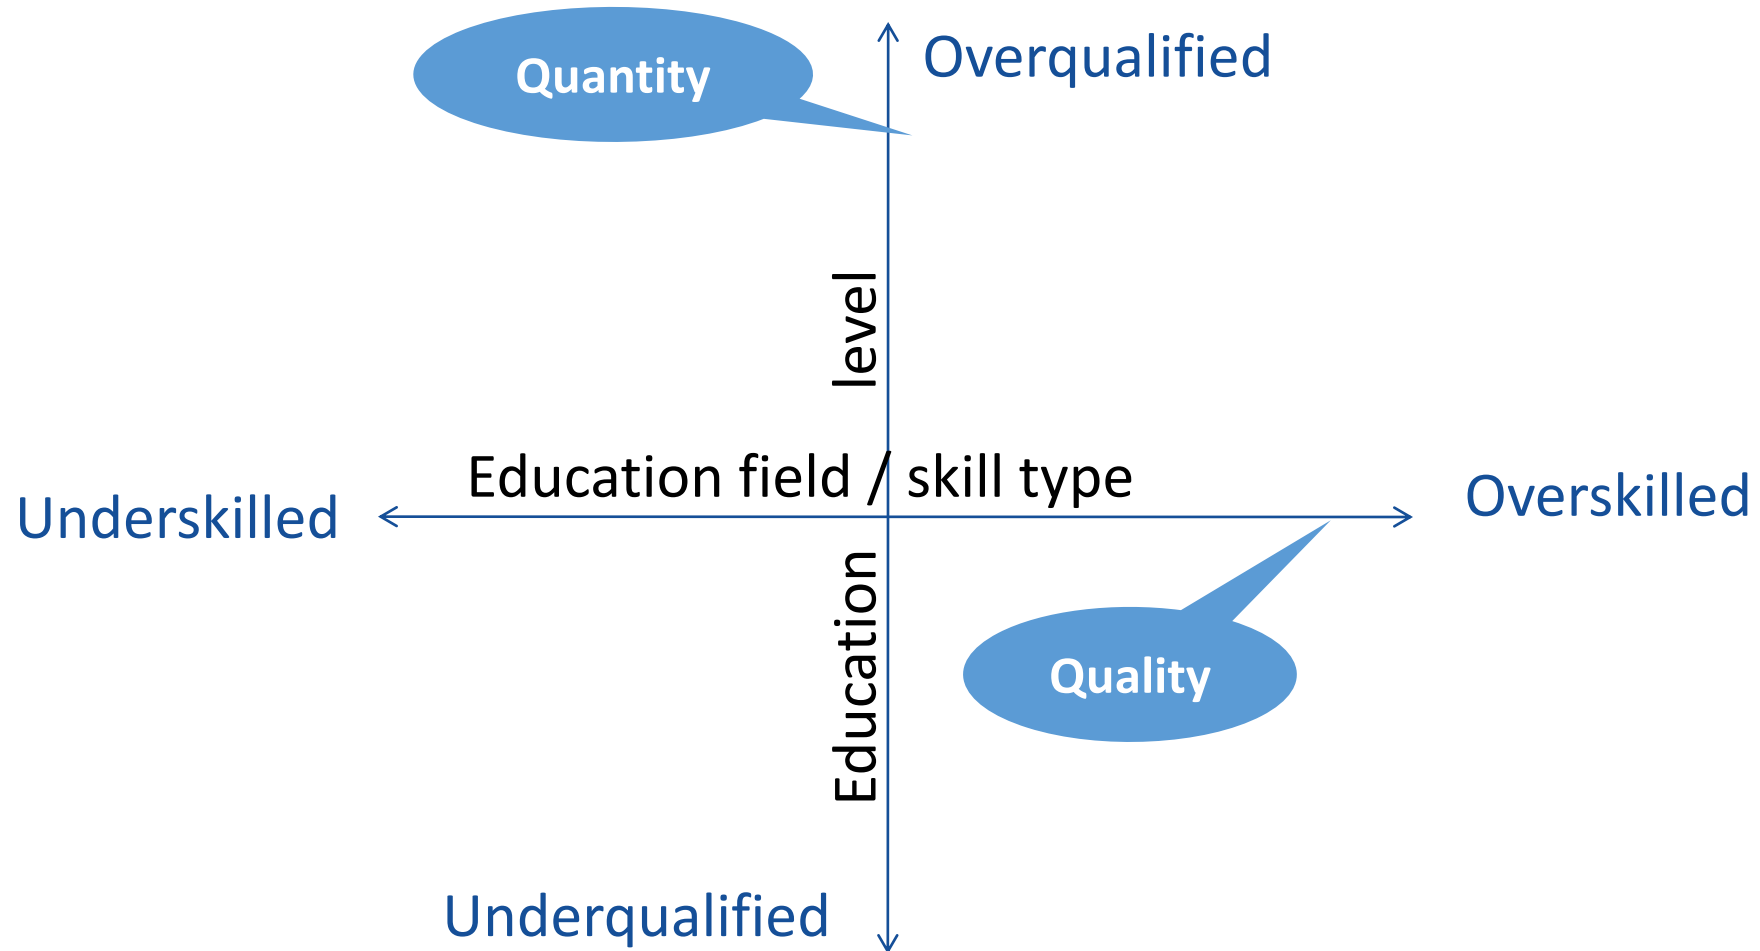 Quantity
Overqualified
level
Education field / skill type
Underskilled
Overskilled
Education
Quality
Underqualified